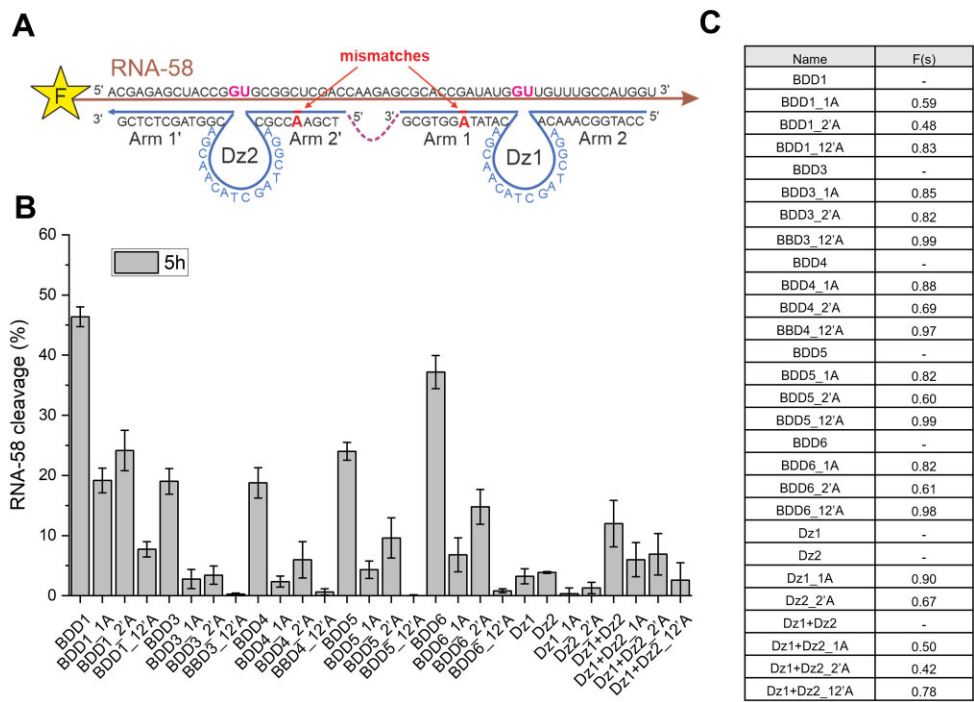 A
mismatches
RNA-58
F
5' ACGAGAGCUACCGGUGCGGCUCGACCAAGAGCGCACCGAUAUGGUUGUUUGCCAUGGU 3'
3' GCTCTCGATGGC CGCCAAAGCT 5' GCGTGGATATAC ACAAACGGTACC 5'
Arm 1' Arm 2' Arm 1 Arm 2
Dz2 Dz1
AGCAACATCGATCGGA AGCAACATCGATCGGA
B
RNA-58 cleavage (%)
60
50
40
30
20
10
0
5h
BDD1
BDD1_1A
BDD1_2'A
BDD1_12'A
BDD3
BDD3_1A
BDD3_2'A
BBD3_12'A
BDD4
BDD4_1A
BDD4_2'A
BBD4_12'A
BDD5
BDD5_1A
BDD5_2'A
BDD5_12'A
BDD6
BDD6_1A
BDD6_2'A
BDD6_12'A
Dz1
Dz2
Dz1_1A
Dz2_2'A
Dz1+Dz2
Dz1+Dz2_1A
Dz1+Dz2_2'A
Dz1+Dz2_12'A
C
Name F(s)
BDD1 -
BDD1_1A 0.59
BDD1_2'A 0.48
BDD1_12'A 0.83
BDD3 -
BDD3_1A 0.85
BDD3_2'A 0.82
BBD3_12'A 0.99
BDD4 -
BDD4_1A 0.88
BDD4_2'A 0.69
BBD4_12'A 0.97
BDD5 -
BDD5_1A 0.82
BDD5_2'A 0.60
BDD5_12'A 0.99
BDD6 -
BDD6_1A 0.82
BDD6_2'A 0.61
BDD6_12'A 0.98
Dz1 -
Dz2 -
Dz1_1A 0.90
Dz2_2'A 0.67
Dz1+Dz2 -
Dz1+Dz2_1A 0.50
Dz1+Dz2_2'A 0.42
Dz1+Dz2_12'A 0.78